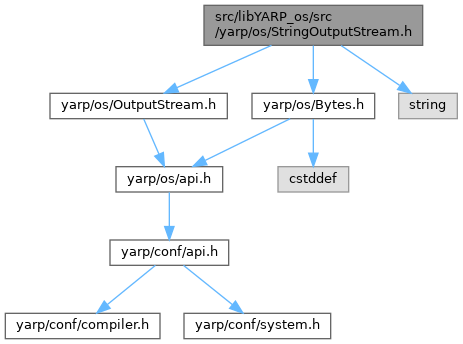 src/libYARP_os/src
/yarp/os/StringOutputStream.h
yarp/os/OutputStream.h
yarp/os/Bytes.h
string
yarp/os/api.h
cstddef
yarp/conf/api.h
yarp/conf/compiler.h
yarp/conf/system.h